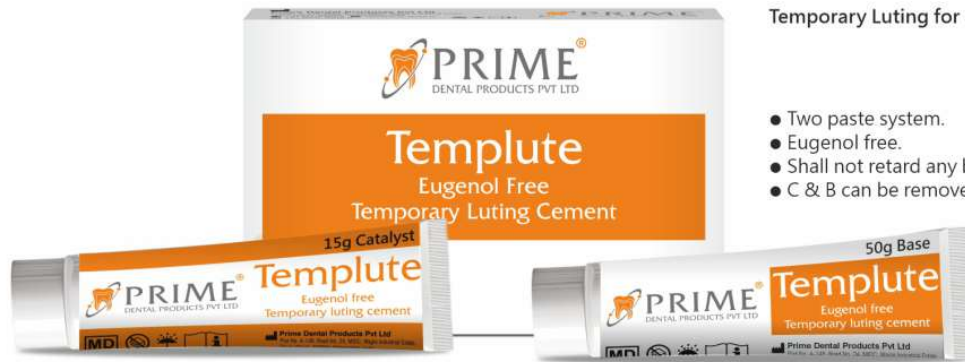 PRIME®
DENTAL PRODUCTS PVT LTD
Templute
Eugenol Free
Temporary Luting Cement
Temporary Luting for
● Two paste system.
● Eugenol free.
● Shall not retard any
● C & B can be remove
15g Catalyst
PRIME®
DENTAL PRODUCTS PVT LTD
Templute
Eugenol free
Temporary luting cement
MD
Prime Dental Products Pvt Ltd
50g Base
PRIME®
DENTAL PRODUCTS PVT LTD
Templute
Eugenol free
Temporary luting cement
MD
Prime Dental Products Pvt Ltd